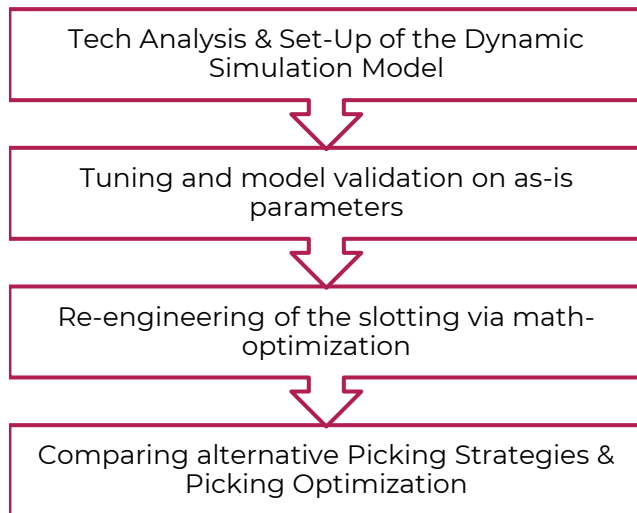 Tech Analysis & Set-Up of the Dynamic
Simulation Model
Tuning and model validation on as-is
parameters
Re-engineering of the slotting via math-
optimization
Comparing alternative Picking Strategies &
Picking Optimization